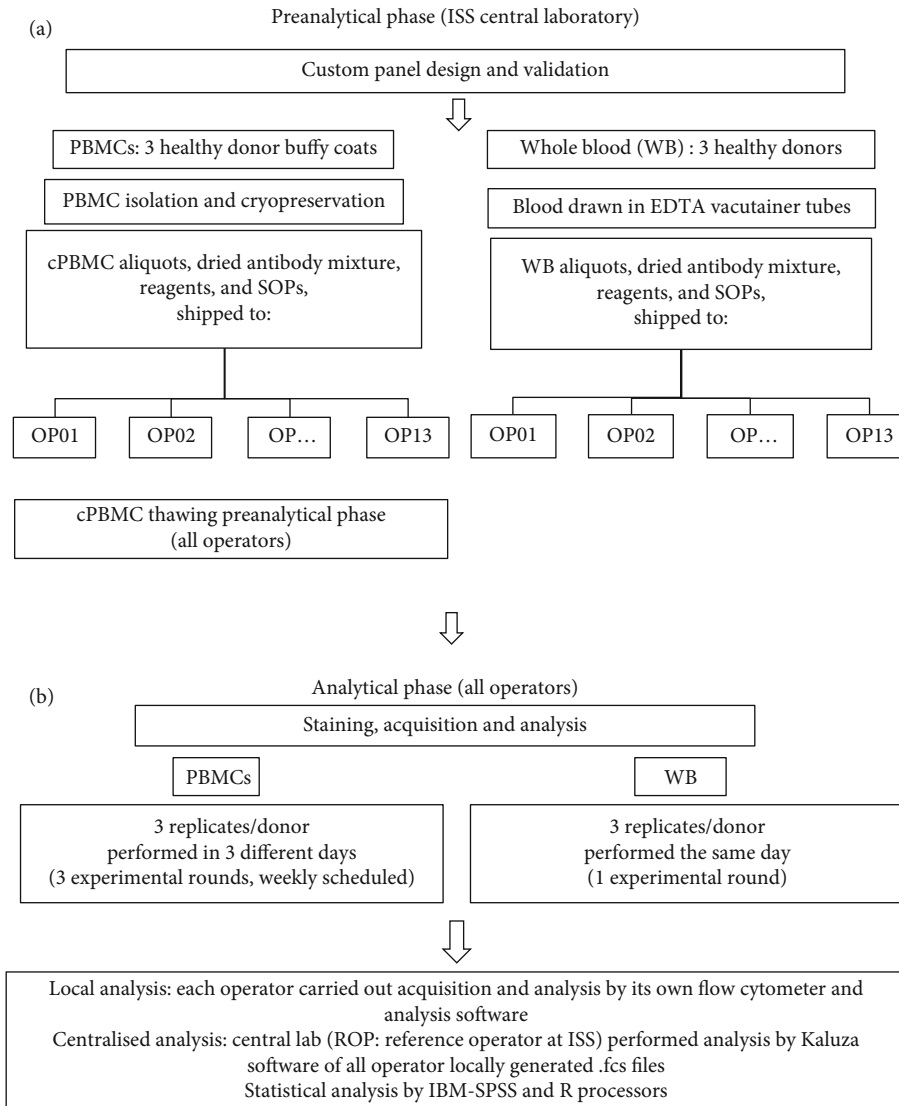 (a)
Preanalytical phase (ISS central laboratory)
Custom panel design and validation
PBMCs: 3 healthy donor buffy coats
PBMC isolation and cryopreservation
cPBMC aliquots, dried antibody mixture,
reagents, and SOPs,
shipped to:
OP01
OP02
OP…
OP13
Whole blood (WB) : 3 healthy donors
Blood drawn in EDTA vacutainer tubes
WB aliquots, dried antibody mixture,
reagents, and SOPs,
shipped to:
OP01
OP02
OP…
OP13
cPBMC thawing preanalytical phase
(all operators)
(b)
Analytical phase (all operators)
Staining, acquisition and analysis
PBMCs
3 replicates/donor
performed in 3 different days
(3 experimental rounds, weekly scheduled)
WB
3 replicates/donor
performed the same day
(1 experimental round)
Local analysis: each operator carried out acquisition and analysis by its own flow cytometer and
analysis software
Centralised analysis: central lab (ROP: reference operator at ISS) performed analysis by Kaluza
software of all operator locally generated .fcs files
Statistical analysis by IBM-SPSS and R processors